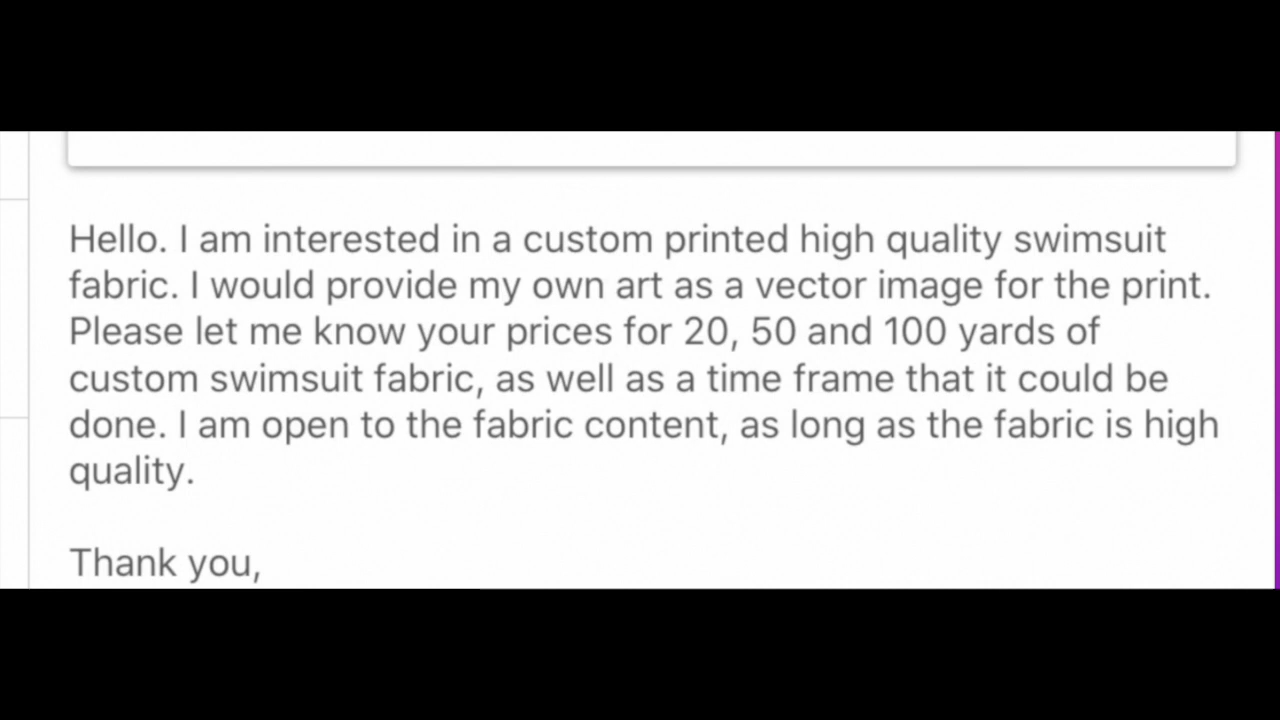 Hello. I am interested in a custom printed high quality swimsuit
fabric. I would provide my own art as a vector image for the print.
Please let me know your prices for 20, 50 and 100 yards of
custom swimsuit fabric, as well as a time frame that it could be
done. I am open to the fabric content, as long as the fabric is high
quality.
Thank you,